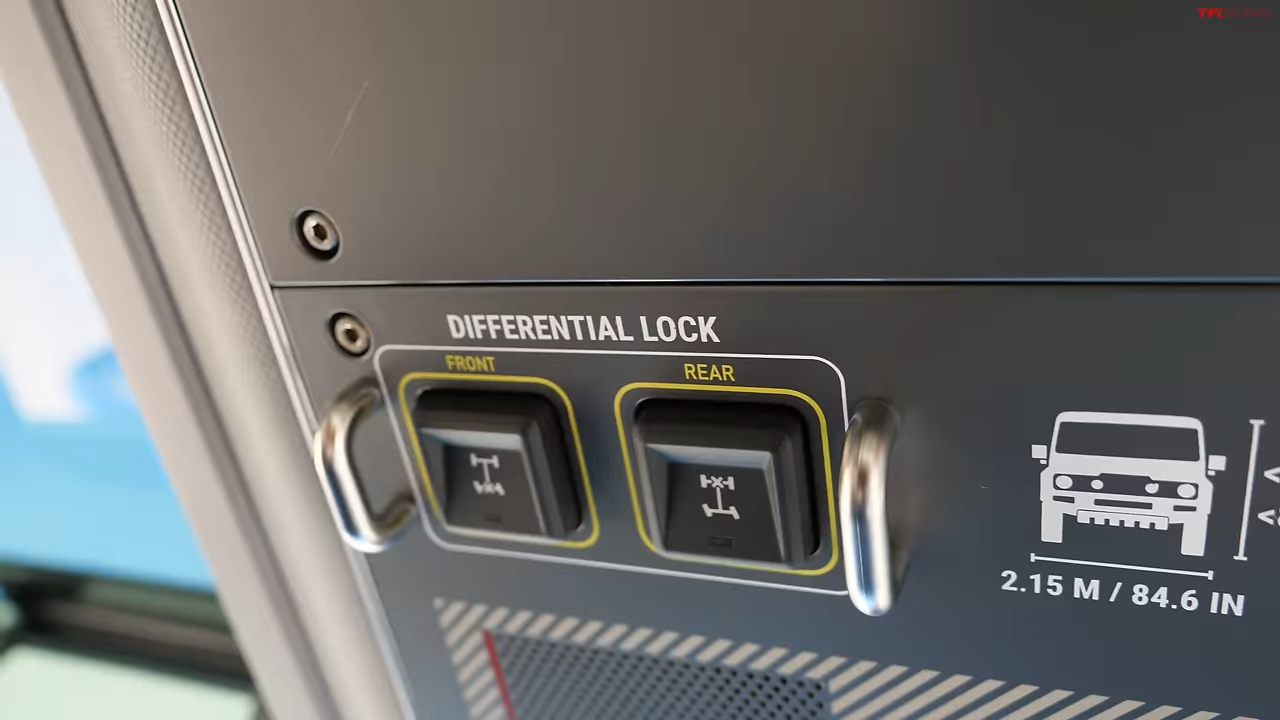 DIFFERENTIAL LOCK
FRONT
REAR
2.15 M / 84.6 IN